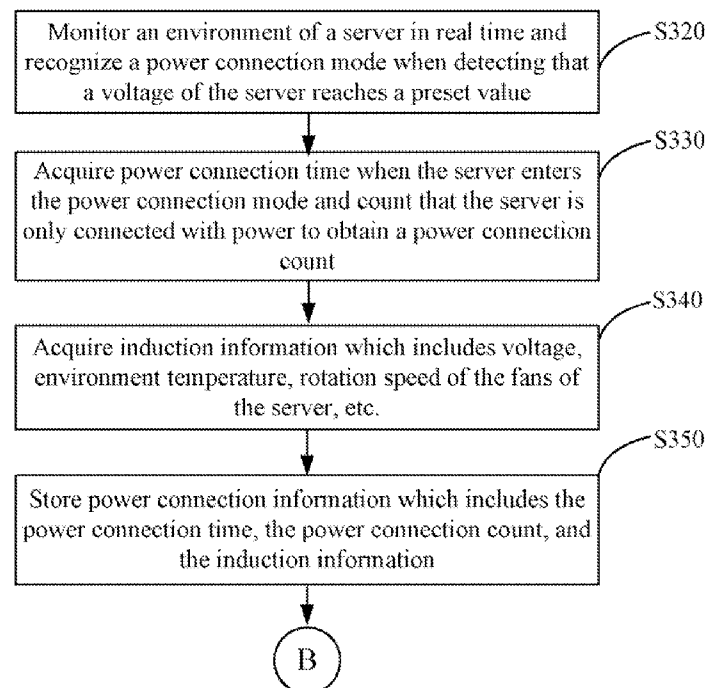 Monitor an environment of a server in real time and
recognize a power connection mode when detecting that
a voltage of the server reaches a preset value
S320
Acquire power connection time when the server enters
the power connection mode and count that the server is
only connected with power to obtain a power connection
count
S330
Acquire induction information which includes voltage,
environment temperature, rotation speed of the fans of
the server, etc.
S340
Store power connection information which includes the
power connection time, the power connection count, and
the induction information
S350
B